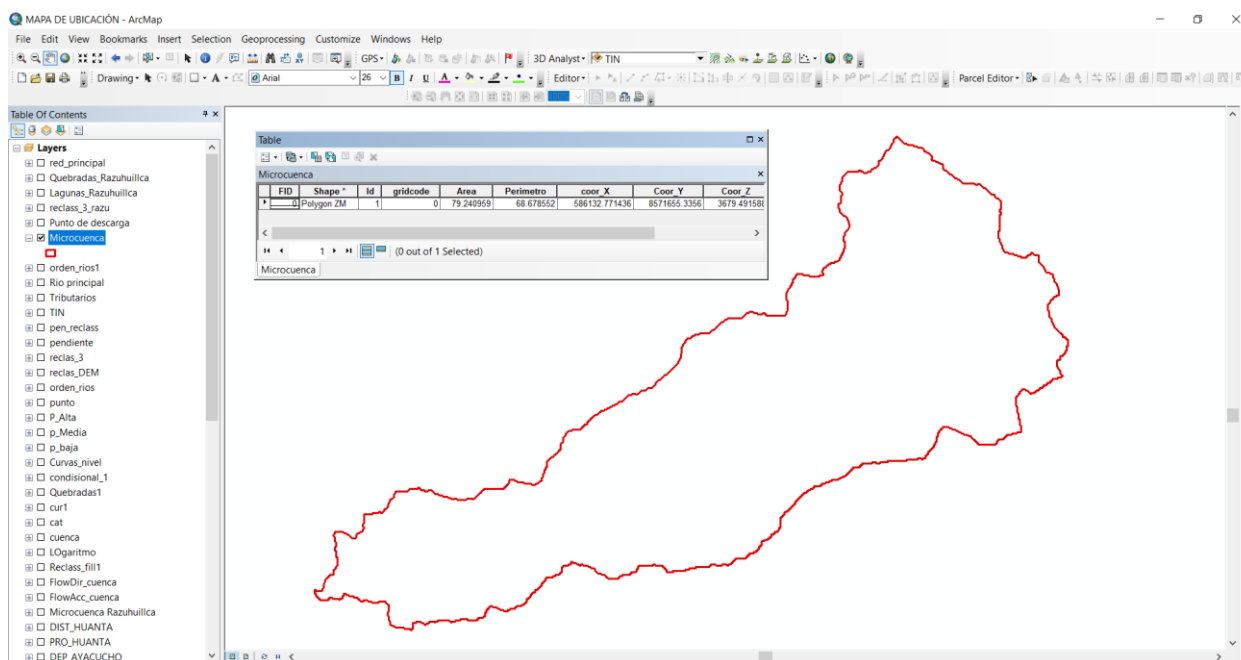 MAPA DE UBICACIÓN - ArcMap
File Edit View Bookmarks Insert Selection Geoprocessing Customize Windows Help
GPS 3D Analyst TIN
Drawing A Arial 26 B I U A Editor Parcel Editor
Table Of Contents
Layers
red_principal
Quebradas_Razuhuillca
Lagunas_Razuhuillca
reclass_3_razu
Punto de descarga
Microcuenca
orden_rios1
Rio principal
Tributarios
TIN
pen_reclass
pendiente
reclas_3
reclas_DEM
orden_rios
punto
P_Alta
p_Media
p_baja
Curvas_nivel
condisional_1
Quebradas1
cur1
cat
cuenca
LOgaritmo
Reclass_fill1
FlowDir_cuenca
FlowAcc_cuenca
Microcuenca Razuhuillca
DIST_HUANTA
PRO_HUANTA
DEP_AYACUCHO
Table
Microcuenca
FID Shape * Id gridcode Area Perimetro coor_X Coor_Y Coor_Z
0 Polygon ZM 1 0 79.240959 68.678552 586132.771436 8571655.3356 3679.491588
1 (0 out of 1 Selected)
Microcuenca